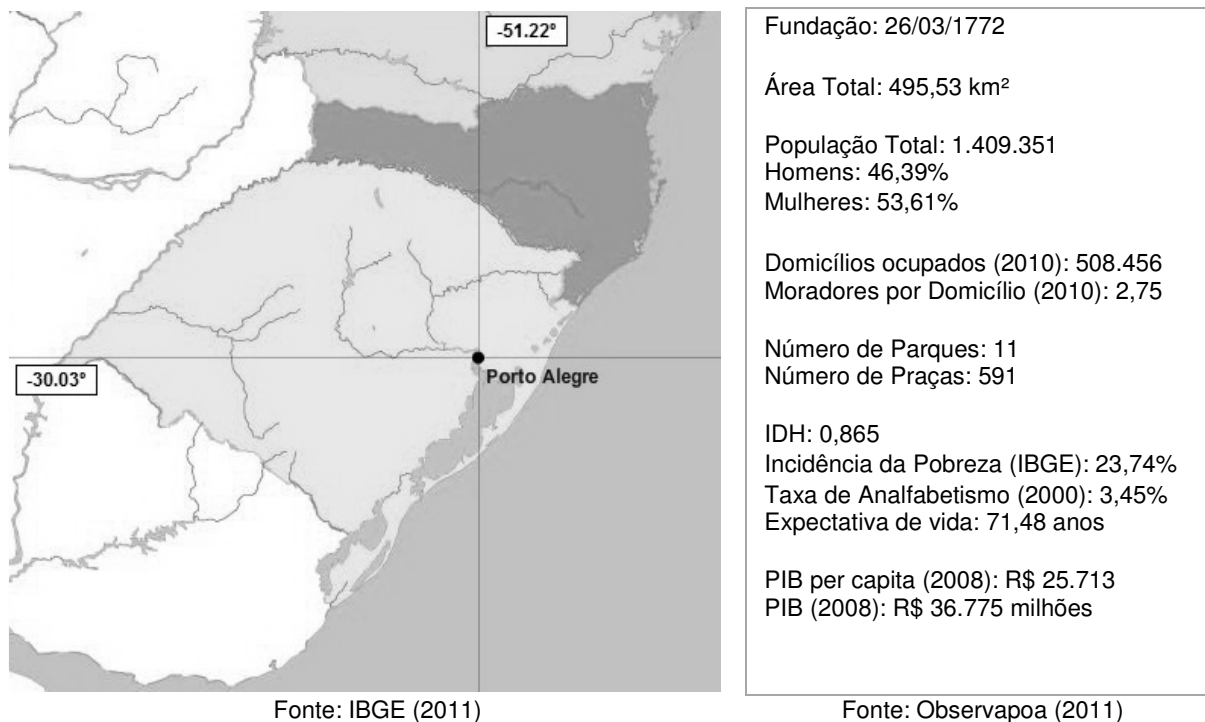 -51.22º
-30.03º
Porto Alegre
Fonte: IBGE (2011)
Fundação: 26/03/1772
Área Total: 495,53 km²
População Total: 1.409.351
Homens: 46,39%
Mulheres: 53,61%
Domicílios ocupados (2010): 508.456
Moradores por Domicílio (2010): 2,75
Número de Parques: 11
Número de Praças: 591
IDH: 0,865
Incidência da Pobreza (IBGE): 23,74%
Taxa de Analfabetismo (2000): 3,45%
Expectativa de vida: 71,48 anos
PIB per capita (2008): R$ 25.713
PIB (2008): R$ 36.775 milhões
Fonte: Observapoa (2011)